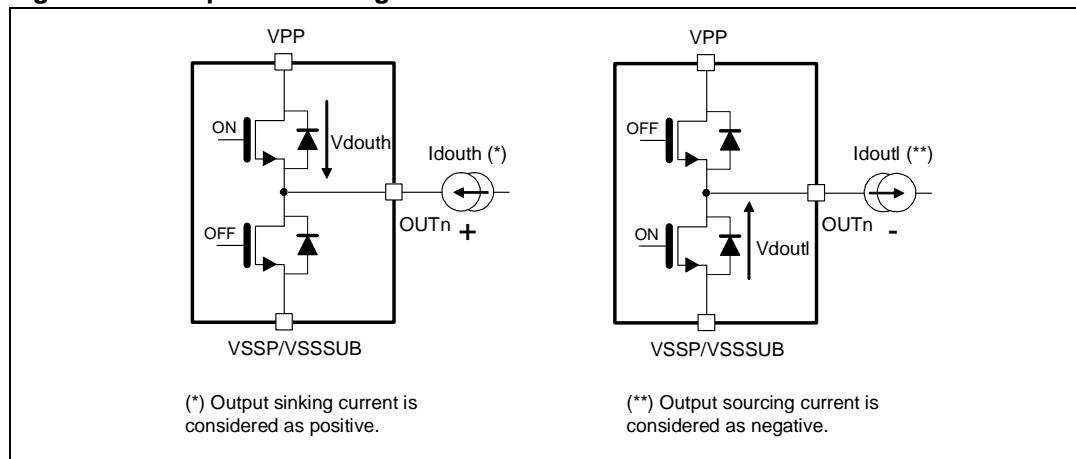 VPP
ON
Vdouth
Idouth (*)
OUTn +
OFF
VSSP/VSSSUB
(*) Output sinking current is
considered as positive.
VPP
OFF
Idoutl (**)
OUTn -
ON
Vdoutl
VSSP/VSSSUB
(**) Output sourcing current is
considered as negative.